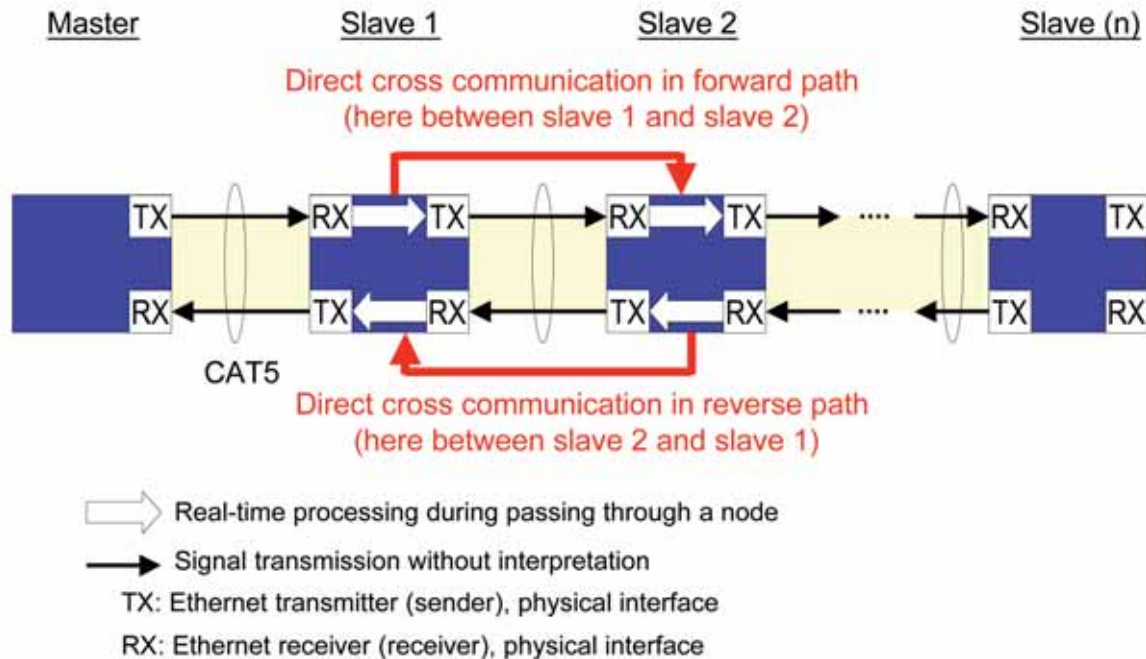 Master
Slave 1
Slave 2
Slave (n)
Direct cross communication in forward path
(here between slave 1 and slave 2)
TX
RX
TX
RX
TX
....
RX
TX
RX
TX
RX
TX
RX
....
TX
RX
CAT5
Direct cross communication in reverse path
(here between slave 2 and slave 1)
Real-time processing during passing through a node
Signal transmission without interpretation
TX: Ethernet transmitter (sender), physical interface
RX: Ethernet receiver (receiver), physical interface